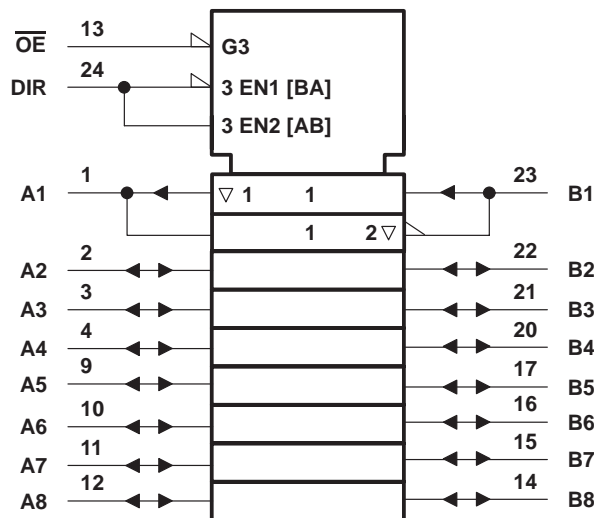 OE 13 G3
DIR 24 3 EN1 [BA]
3 EN2 [AB]
A1 1 ▽ 1 1 23 B1
1 2 ▽
A2 2 22 B2
A3 3 21 B3
A4 4 20 B4
A5 9 17 B5
A6 10 16 B6
A7 11 15 B7
A8 12 14 B8